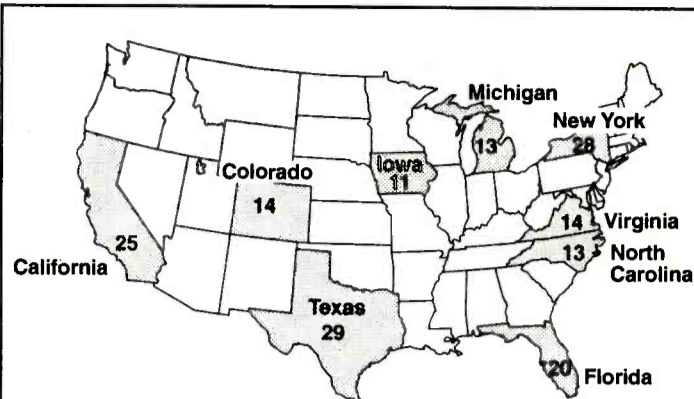 Michigan
13
New York
28
Iowa
11
Colorado
14
14
Virginia
25
13
North
Carolina
California
Texas
29
20
Florida